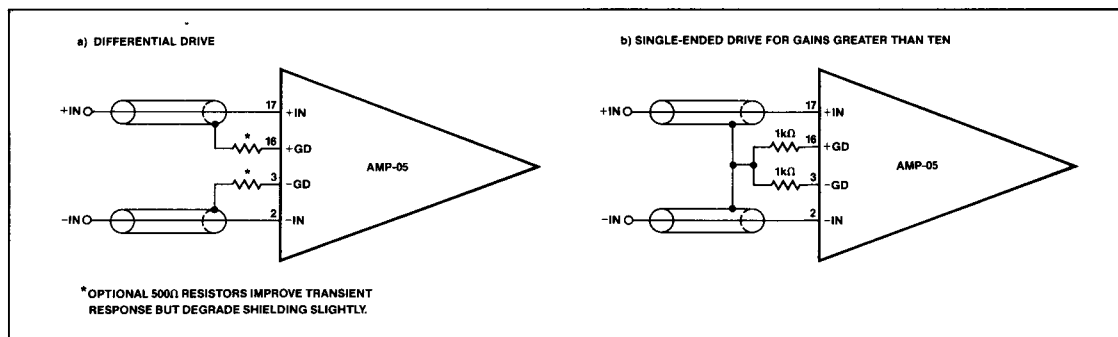 a) DIFFERENTIAL DRIVE
+IN
17
+IN
*
16
+GD
AMP-05
*
3
−GD
−IN
2
−IN
*OPTIONAL 500Ω RESISTORS IMPROVE TRANSIENT
RESPONSE BUT DEGRADE SHIELDING SLIGHTLY.
b) SINGLE-ENDED DRIVE FOR GAINS GREATER THAN TEN
+IN
17
+IN
1kΩ
16
+GD
AMP-05
1kΩ
3
−GD
−IN
2
−IN